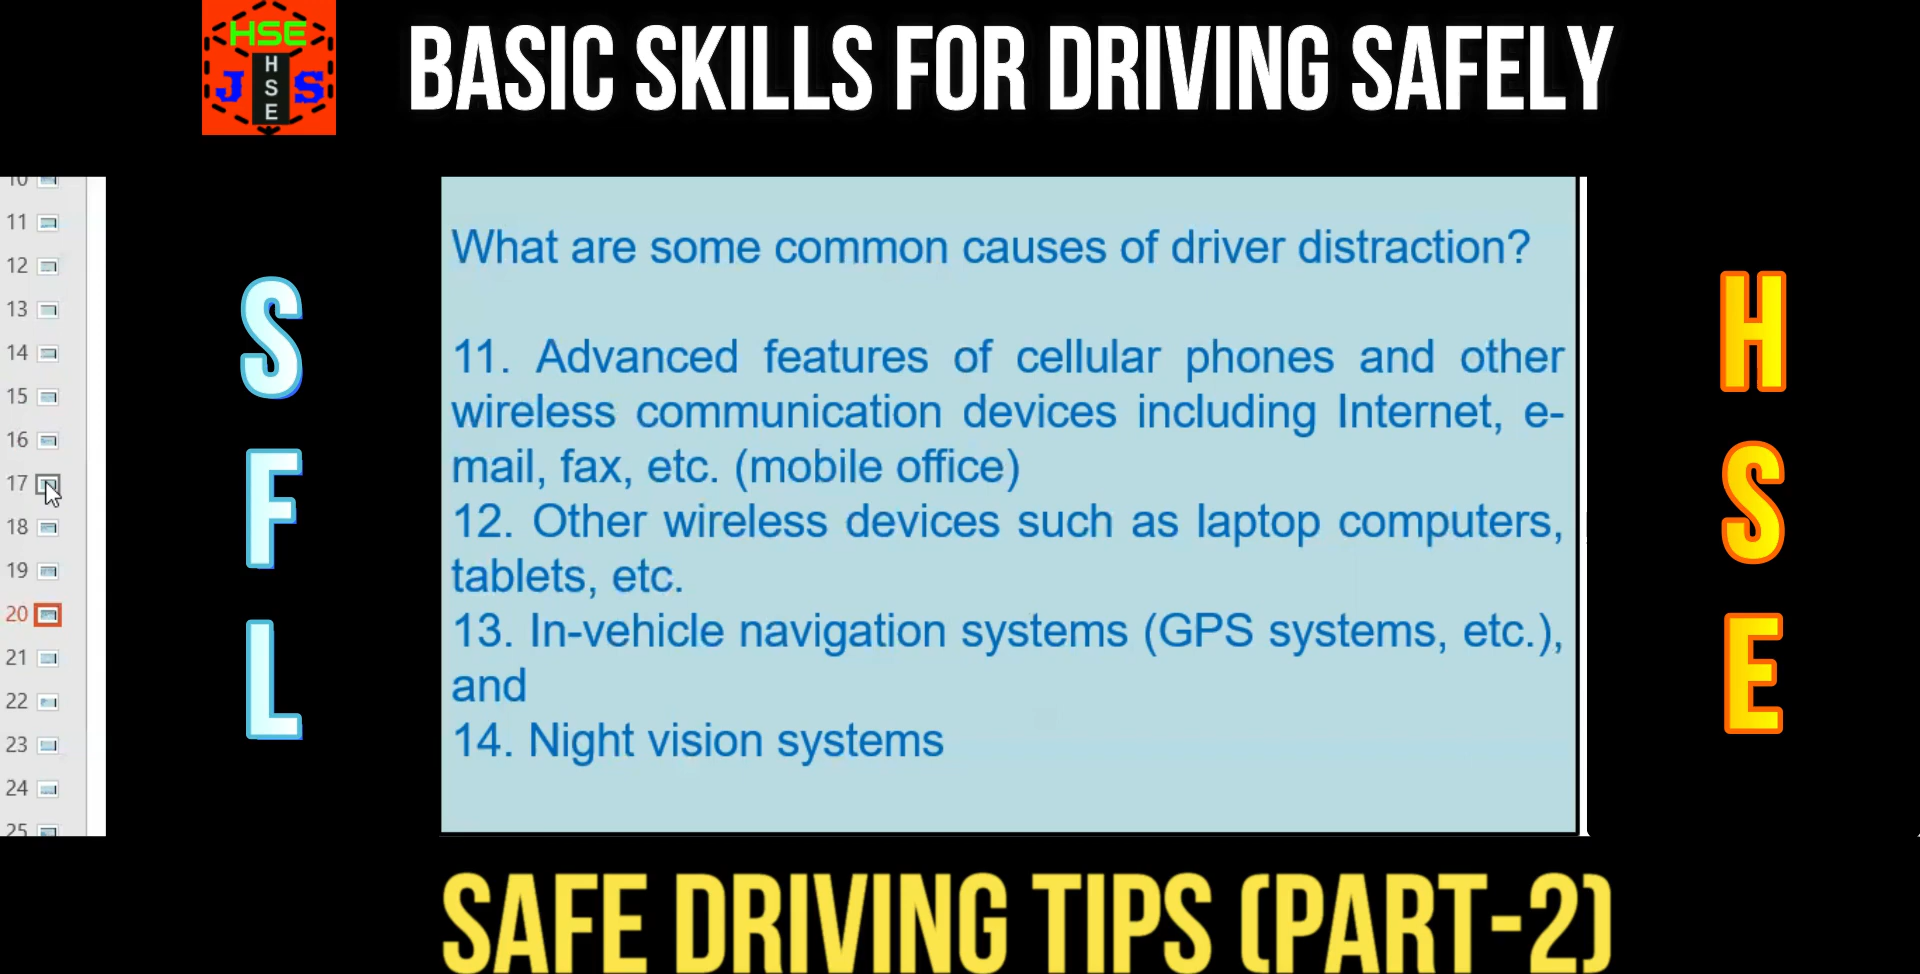 HSE
J S
H
S
E
BASIC SKILLS FOR DRIVING SAFELY
10
11
12
13
14
15
16
17
18
19
20
21
22
23
24
25
S
F
L
What are some common causes of driver distraction?
11. Advanced features of cellular phones and other
wireless communication devices including Internet, e-
mail, fax, etc. (mobile office)
12. Other wireless devices such as laptop computers,
tablets, etc.
13. In-vehicle navigation systems (GPS systems, etc.),
and
14. Night vision systems
H
S
E
SAFE DRIVING TIPS (PART-2)